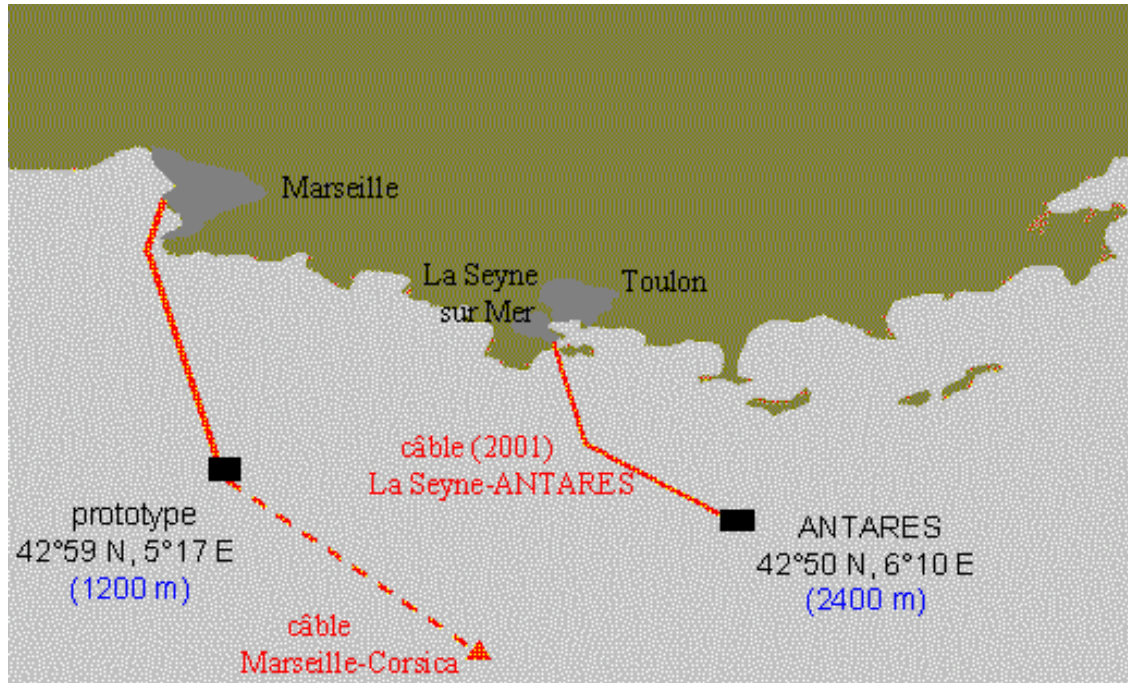 Marseille
La Seyne
sur Mer
Toulon
câble (2001)
La Seyne-ANTARES
prototype
42°59 N, 5°17 E
(1200 m)
ANTARES
42°50 N, 6°10 E
(2400 m)
câble
Marseille-Corsica